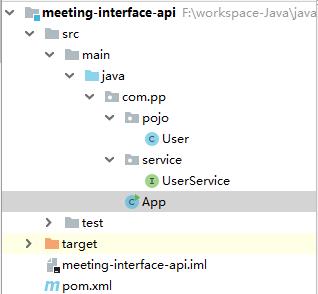 meeting-interface-api F:\workspace-Java\java
src
main
java
com.pp
pojo
User
service
UserService
App
test
target
meeting-interface-api.iml
pom.xml